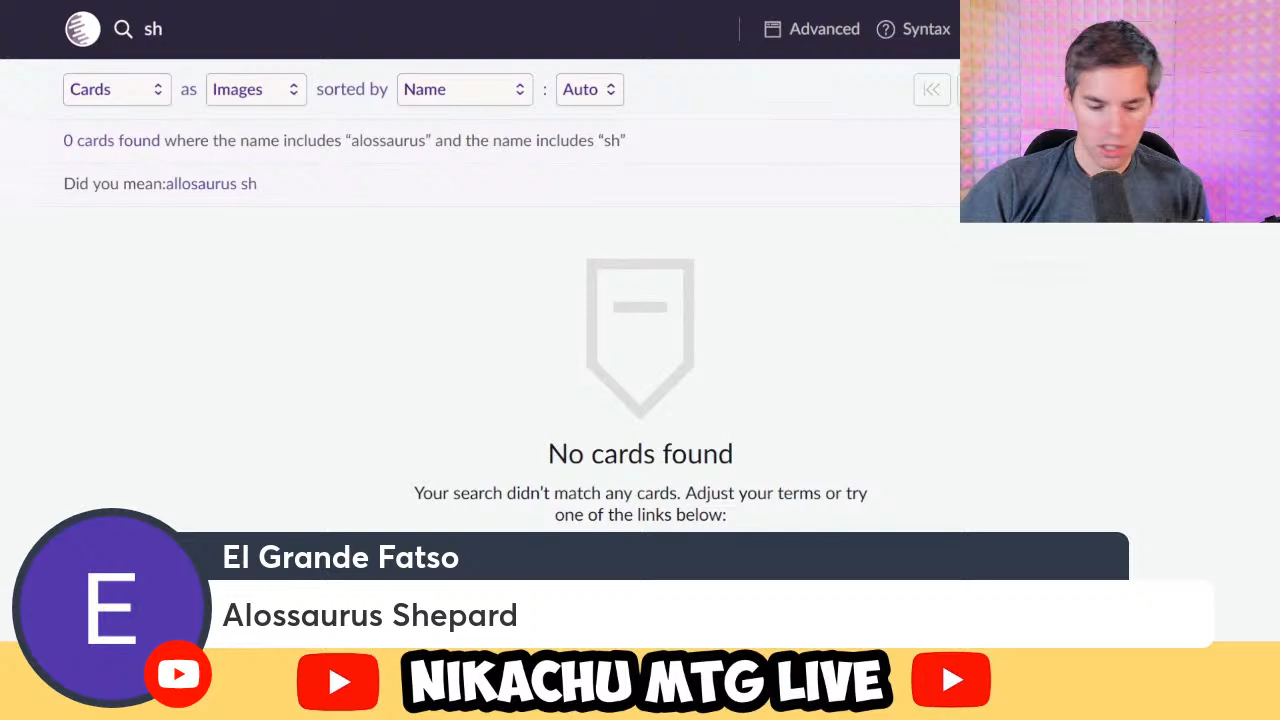 sh
Advanced
Syntax
Cards as Images sorted by Name : Auto
0 cards found where the name includes “alossaurus” and the name includes “sh”
Did you mean:allosaurus sh
No cards found
Your search didn’t match any cards. Adjust your terms or try
one of the links below:
E
El Grande Fatso
Alossaurus Shepard
NIKACHU MTG LIVE